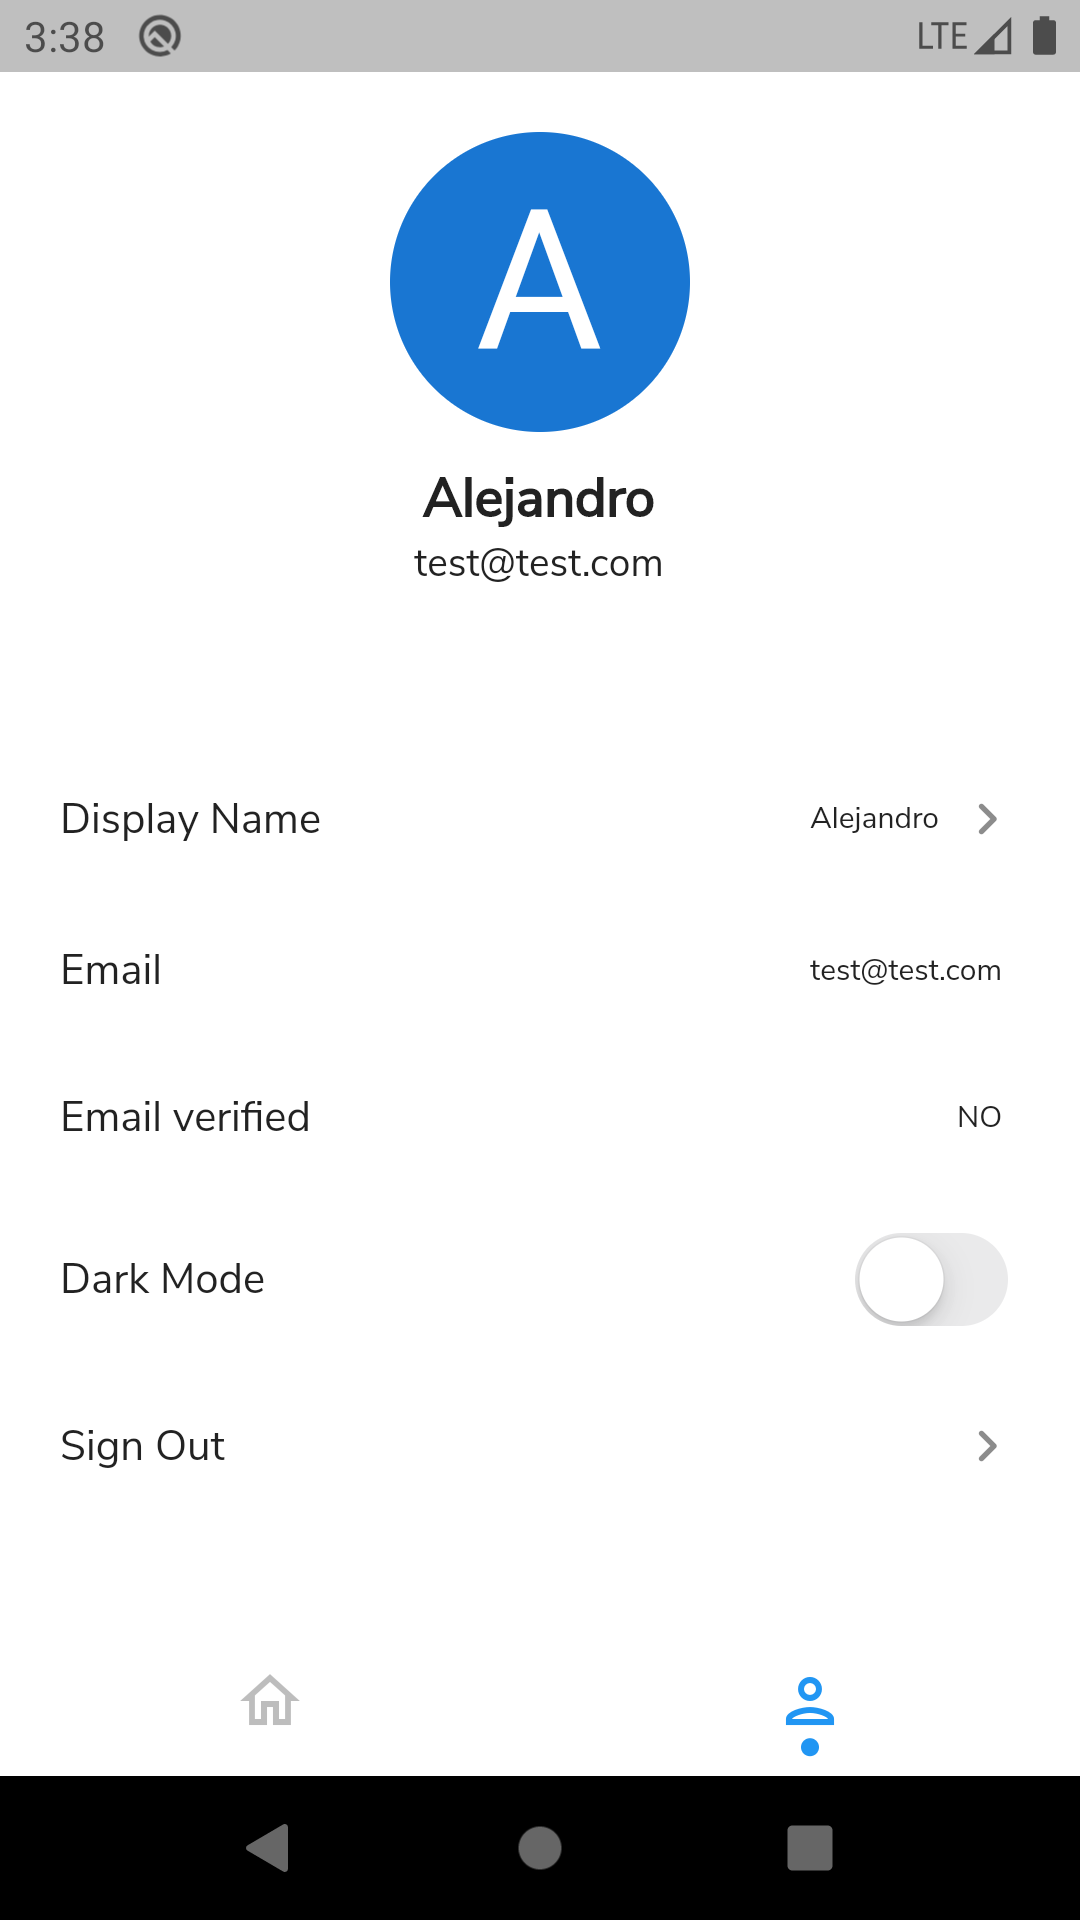 3:38 LTE
A
Alejandro
test@test.com
Display Name Alejandro
Email test@test.com
Email verified NO
Dark Mode
Sign Out